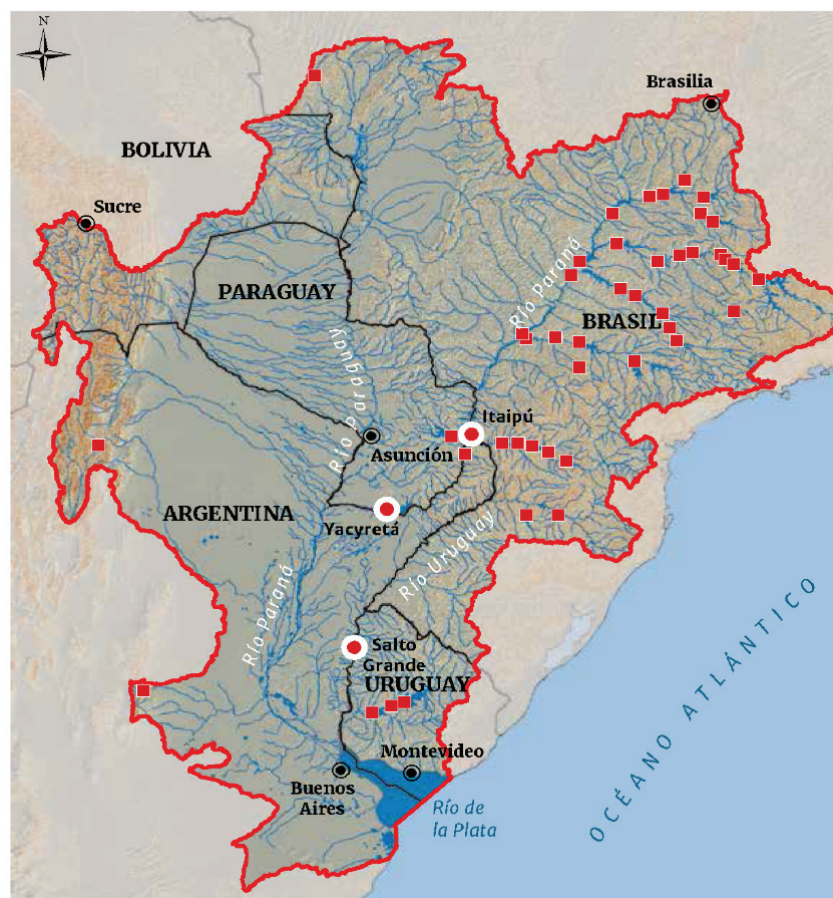 N
Brasilia
BOLIVIA
Sucre
PARAGUAY
Río Paraná
BRASIL
Río Paraguay
Itaipú
Asunción
ARGENTINA
Yacyretá
Río Uruguay
Río Paraná
Salto
Grande
URUGUAY
OCÉANO ATLÁNTICO
Montevideo
Buenos
Aires
Río de
la Plata